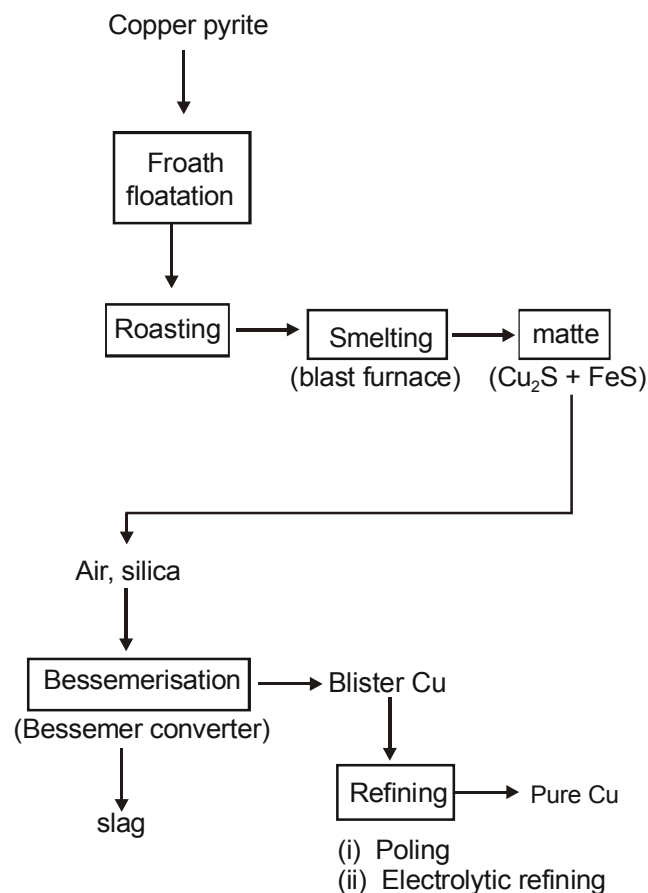 Copper pyrite
Froath
floatation
Roasting
Smelting
matte
(blast furnace)
(Cu₂S + FeS)
Air, silica
Bessemerisation
Blister Cu
(Bessemer converter)
Refining
Pure Cu
slag
(i) Poling
(ii) Electrolytic refining